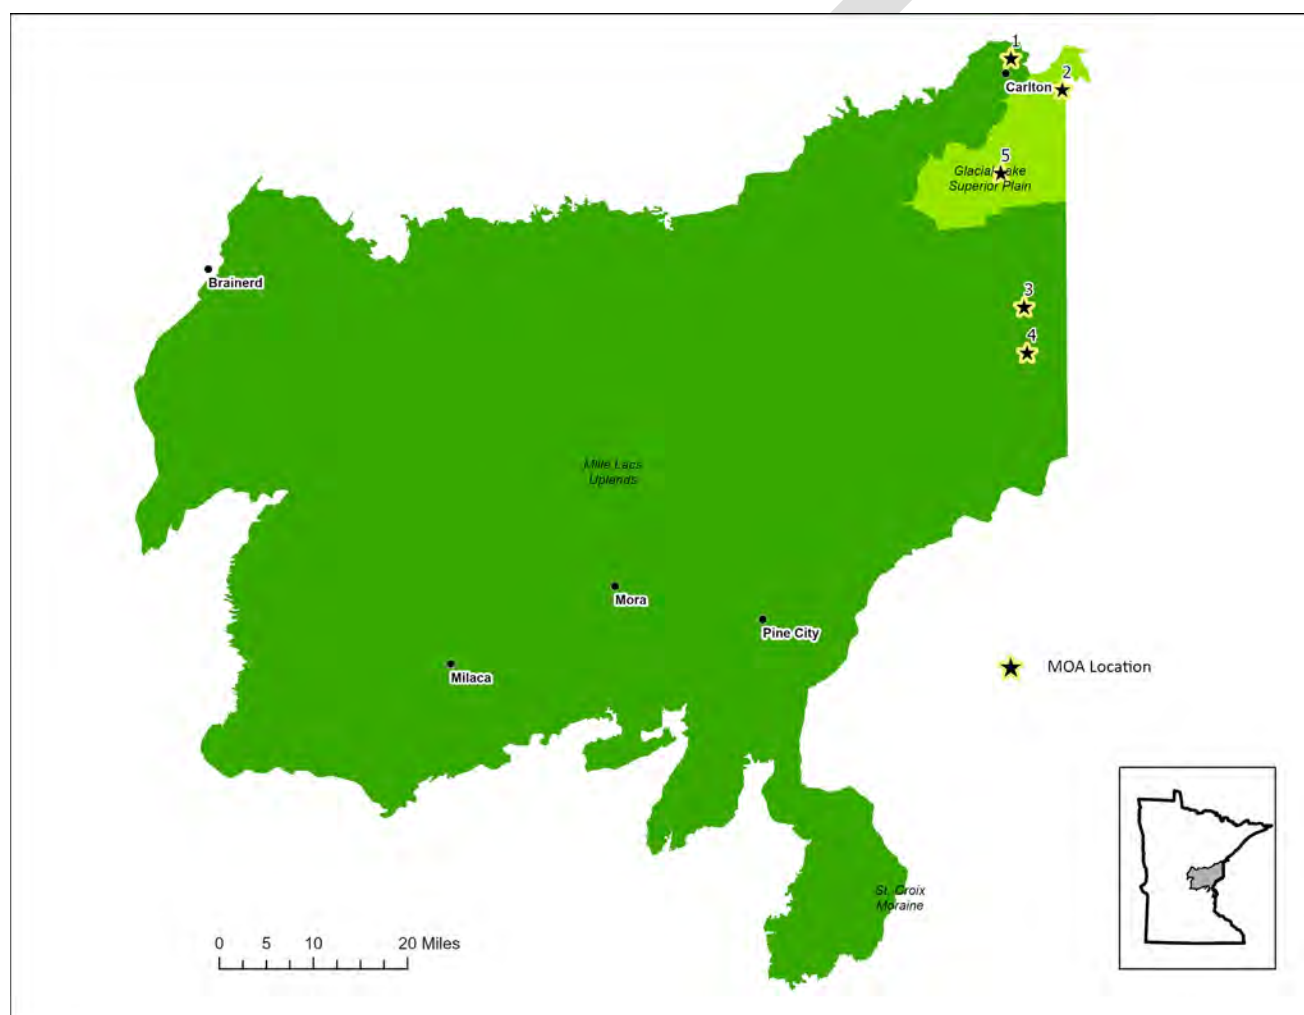 1
2
Carlton
5
Glacial Lake
Superior Plain
Brainerd
3
4
Mille Lacs
Uplands
Mora
Pine City
MOA Location
Milaca
St. Croix
Moraine
0 5 10 20 Miles